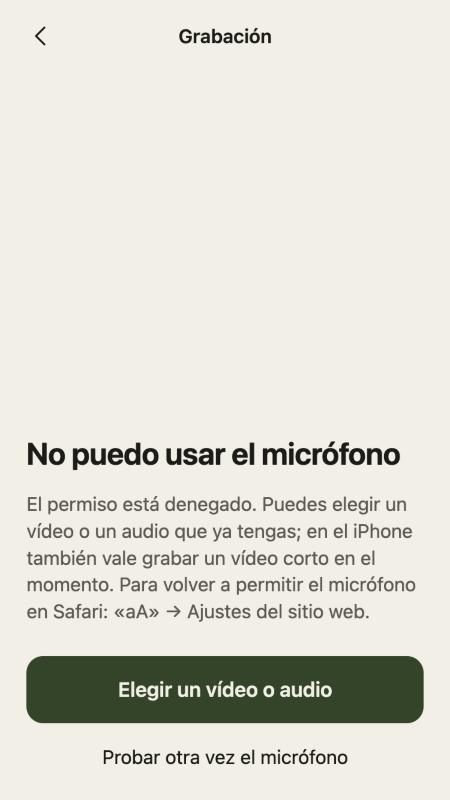 Grabación
No puedo usar el micrófono
El permiso está denegado. Puedes elegir un
vídeo o un audio que ya tengas; en el iPhone
también vale grabar un vídeo corto en el
momento. Para volver a permitir el micrófono
en Safari: «aA» → Ajustes del sitio web.
Elegir un vídeo o audio
Probar otra vez el micrófono